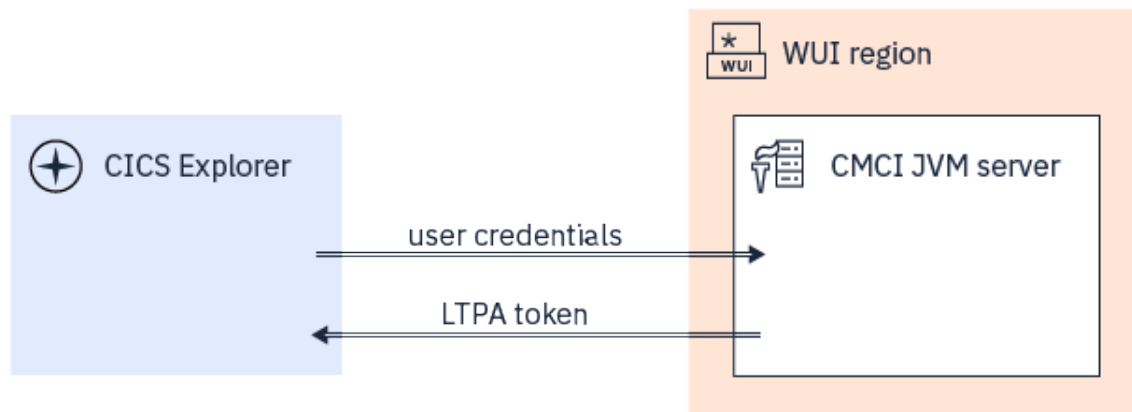 *
WUI
WUI region
CICS Explorer
CMCI JVM server
user credentials
LTPA token